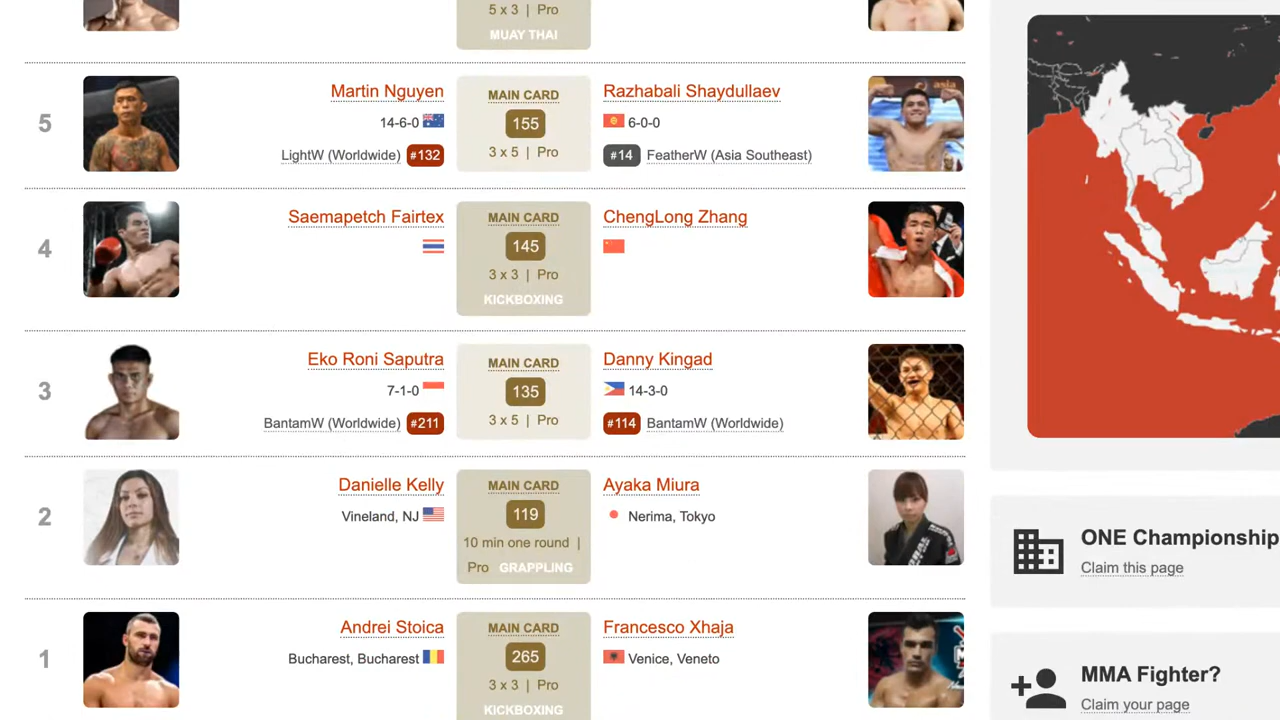 5 x 3 | Pro
MUAY THAI
5
Martin Nguyen
14-6-0
LightW (Worldwide) #132
MAIN CARD
155
3 x 5 | Pro
Razhabali Shaydullaev
6-0-0
#14 FeatherW (Asia Southeast)
4
Saemapetch Fairtex
MAIN CARD
145
3 x 3 | Pro
KICKBOXING
ChengLong Zhang
3
Eko Roni Saputra
7-1-0
BantamW (Worldwide) #211
MAIN CARD
135
3 x 5 | Pro
Danny Kingad
14-3-0
#114 BantamW (Worldwide)
2
Danielle Kelly
Vineland, NJ
MAIN CARD
119
10 min one round |
Pro GRAPPLING
Ayaka Miura
Nerima, Tokyo
1
Andrei Stoica
Bucharest, Bucharest
MAIN CARD
265
3 x 3 | Pro
KICKBOXING
Francesco Xhaja
Venice, Veneto
ONE Championship
Claim this page
MMA Fighter?
Claim your page